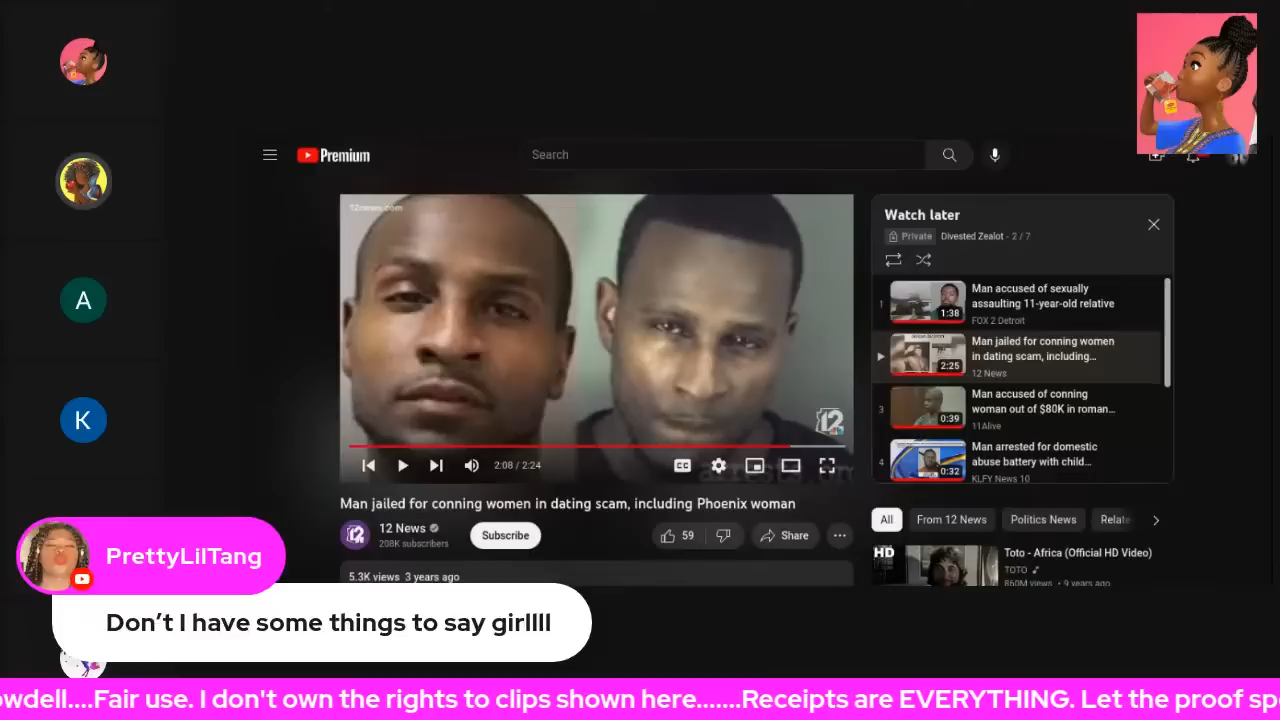 Premium
Search
12news.com
12
2:08 / 2:24
CC
Man jailed for conning women in dating scam, including Phoenix woman
12 News
208K subscribers
Subscribe
59
Share
5.3K views 3 years ago
Watch later
Private
Divested Zealot - 2 / 7
1
1:38
Man accused of sexually
assaulting 11-year-old relative
FOX 2 Detroit
2:25
Man jailed for conning women
in dating scam, including...
12 News
3
0:39
Man accused of conning
woman out of $80K in roman...
11Alive
4
0:32
Man arrested for domestic
abuse battery with child...
KLFY News 10
All
From 12 News
Politics News
Relate
HD
Toto - Africa (Official HD Video)
TOTO
860M views • 9 years ago
A
K
PrettyLilTang
Don’t I have some things to say girllll
owdell....Fair use. I don't own the rights to clips shown here.......Receipts are EVERYTHING. Let the proof sp